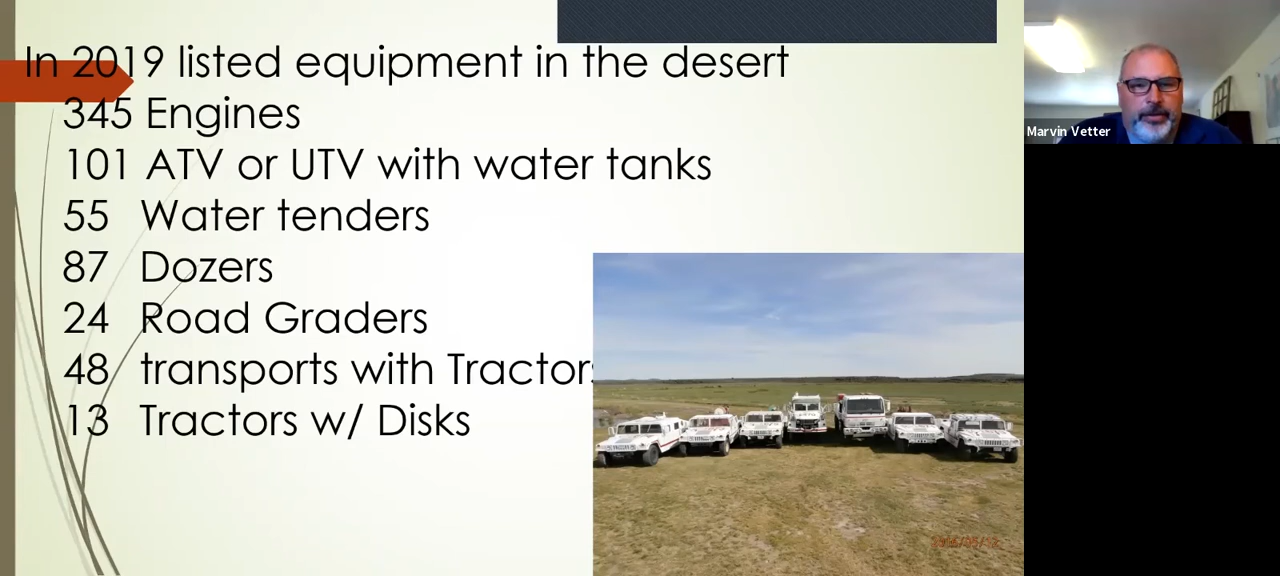 In 2019 listed equipment in the desert
345 Engines
101 ATV or UTV with water tanks
55 Water tenders
87 Dozers
24 Road Graders
48 transports with Tractors
13 Tractors w/ Disks
Marvin Vetter